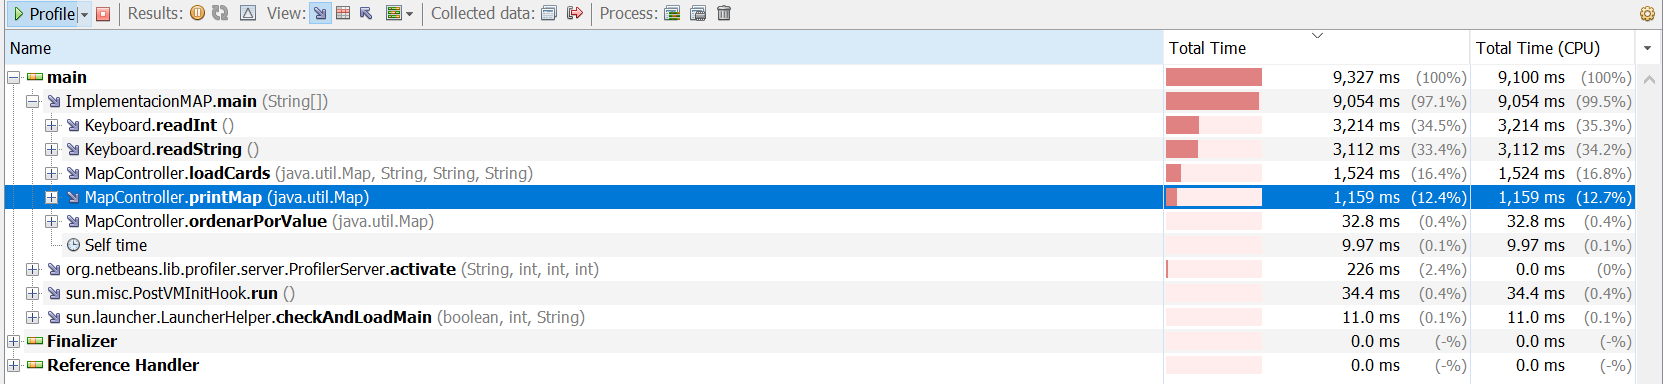 Profile Results: View: Collected data: Process:
Name Total Time Total Time (CPU)
main 9,327 ms (100%) 9,100 ms (100%)
ImplementacionMAP.main (String[]) 9,054 ms (97.1%) 9,054 ms (99.5%)
Keyboard.readInt () 3,214 ms (34.5%) 3,214 ms (35.3%)
Keyboard.readString () 3,112 ms (33.4%) 3,112 ms (34.2%)
MapController.loadCards (java.util.Map, String, String, String) 1,524 ms (16.4%) 1,524 ms (16.8%)
MapController.printMap (java.util.Map) 1,159 ms (12.4%) 1,159 ms (12.7%)
MapController.ordenarPorValue (java.util.Map) 32.8 ms (0.4%) 32.8 ms (0.4%)
Self time 9.97 ms (0.1%) 9.97 ms (0.1%)
org.netbeans.lib.profiler.server.ProfilerServer.activate (String, int, int, int) 226 ms (2.4%) 0.0 ms (0%)
sun.misc.PostVMInitHook.run () 34.4 ms (0.4%) 34.4 ms (0.4%)
sun.launcher.LauncherHelper.checkAndLoadMain (boolean, int, String) 11.0 ms (0.1%) 11.0 ms (0.1%)
Finalizer 0.0 ms (-%) 0.0 ms (-%)
Reference Handler 0.0 ms (-%) 0.0 ms (-%)